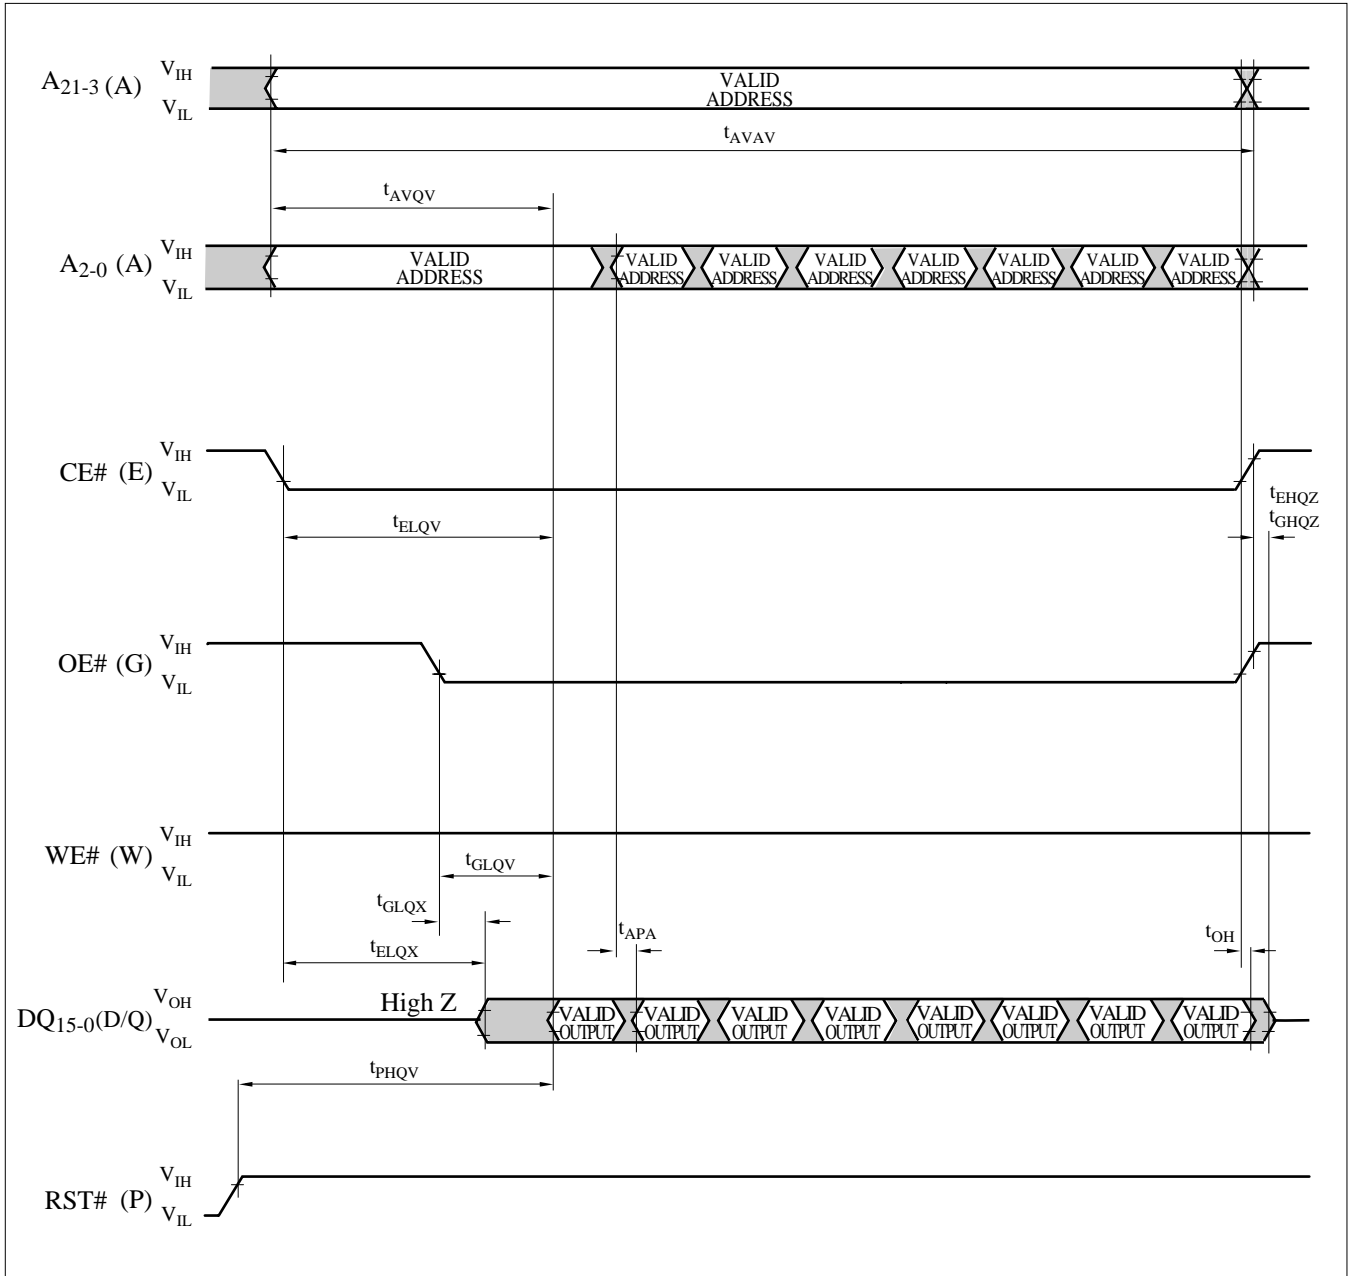 A21-3 (A) VIH VALID
VIL ADDRESS
tAVAV
tAVQV
A2-0 (A) VIH VALID VALID VALID VALID VALID VALID VALID VALID
VIL ADDRESS ADDRESS ADDRESS ADDRESS ADDRESS ADDRESS ADDRESS ADDRESS
CE# (E) VIH
VIL
tEHQZ
tELQV tGHQZ
OE# (G) VIH
VIL
WE# (W) VIH
VIL
tGLQV
tGLQX
tAPA tOH
tELQX
DQ15-0(D/Q) VOH High Z VALID VALID VALID VALID VALID VALID VALID VALID
VOL OUTPUT OUTPUT OUTPUT OUTPUT OUTPUT OUTPUT OUTPUT OUTPUT
tPHQV
RST# (P) VIH
VIL